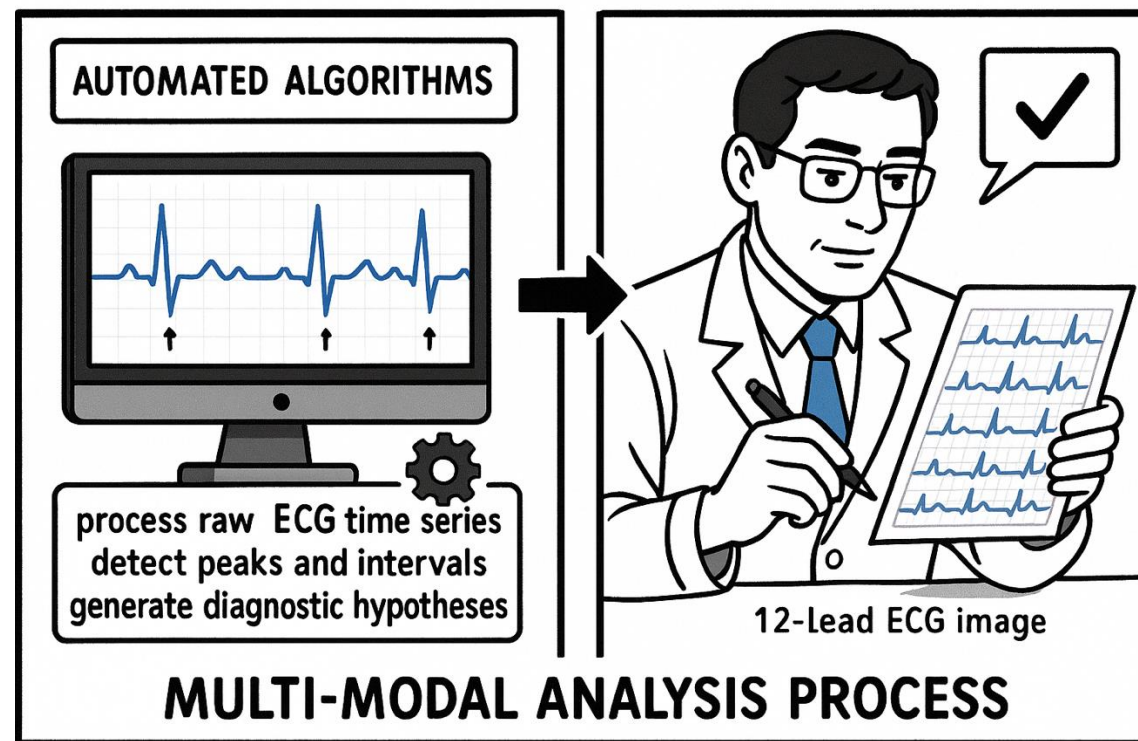 AUTOMATED ALGORITHMS
process raw ECG time series
detect peaks and intervals
generate diagnostic hypotheses
12-Lead ECG image
MULTI-MODAL ANALYSIS PROCESS